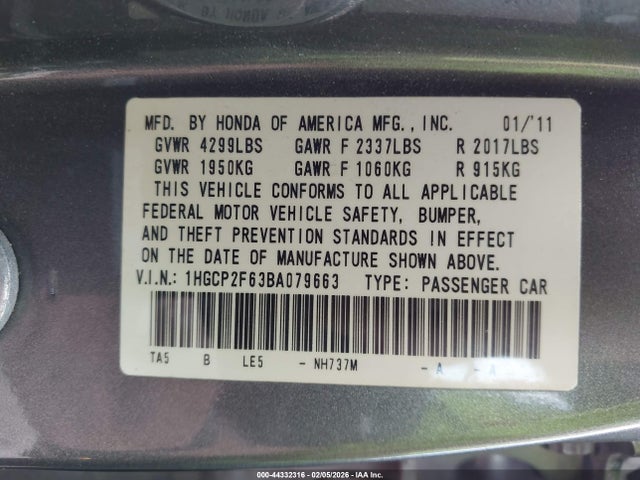 MFD. BY HONDA OF AMERICA MFG., INC. 01/'11
GVWR 4299LBS GAWR F 2337LBS R 2017LBS
GVWR 1950KG GAWR F 1060KG R 915KG
THIS VEHICLE CONFORMS TO ALL APPLICABLE
FEDERAL MOTOR VEHICLE SAFETY, BUMPER,
AND THEFT PREVENTION STANDARDS IN EFFECT
ON THE DATE OF MANUFACTURE SHOWN ABOVE.
V.I.N.: 1HGCP2F63BA079663 TYPE: PASSENGER CAR
TA5 B LE5 - NH737M - A - A
000-44332316 - 02/05/2026 - IAA Inc.